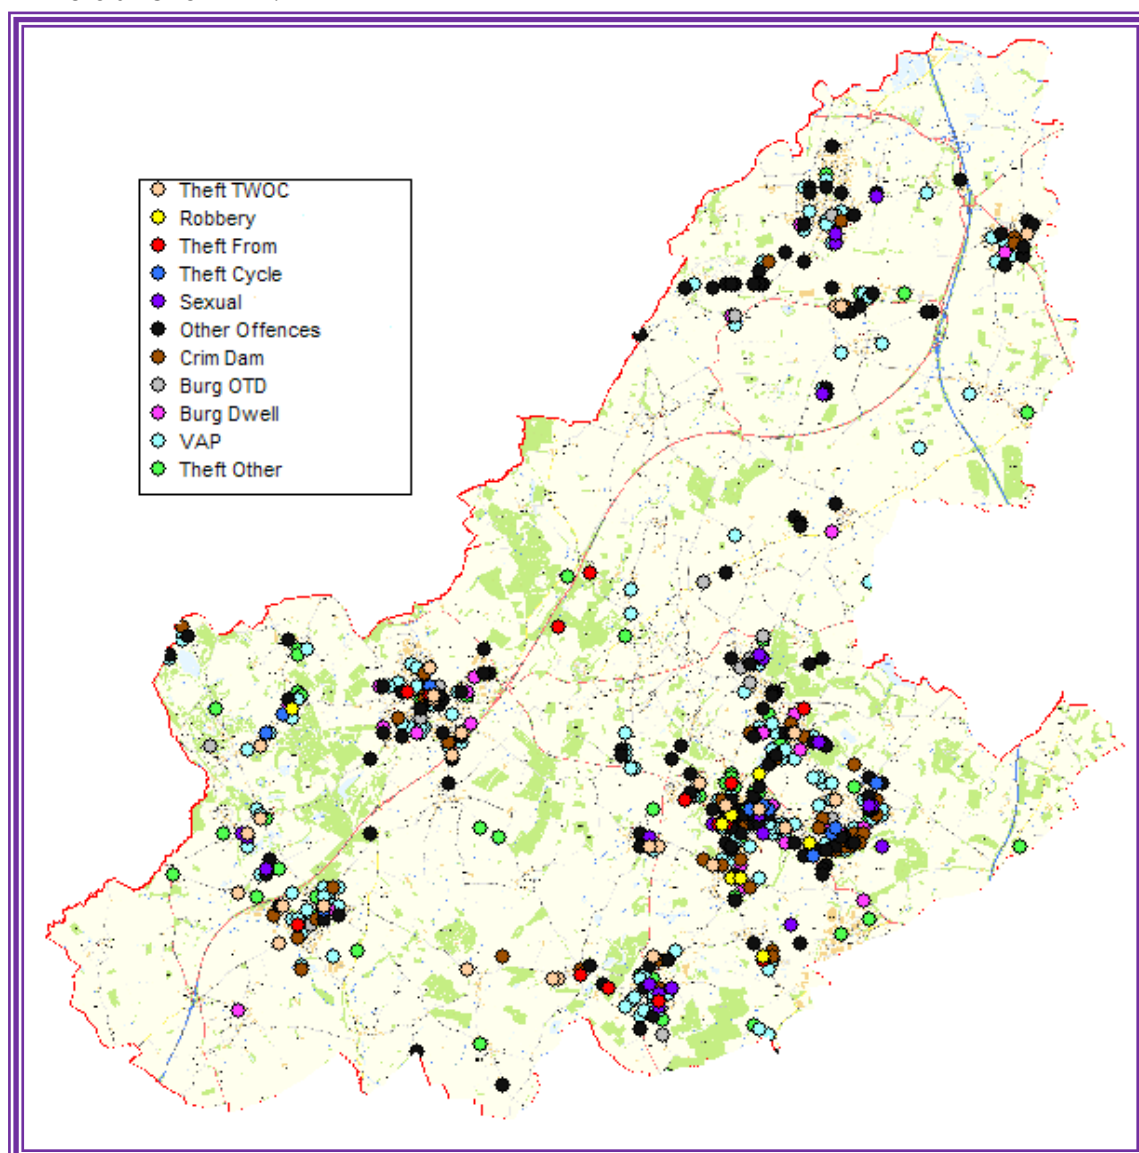 Theft TWOC
Robbery
Theft From
Theft Cycle
Sexual
Other Offences
Crim Dam
Burg OTD
Burg Dwell
VAP
Theft Other